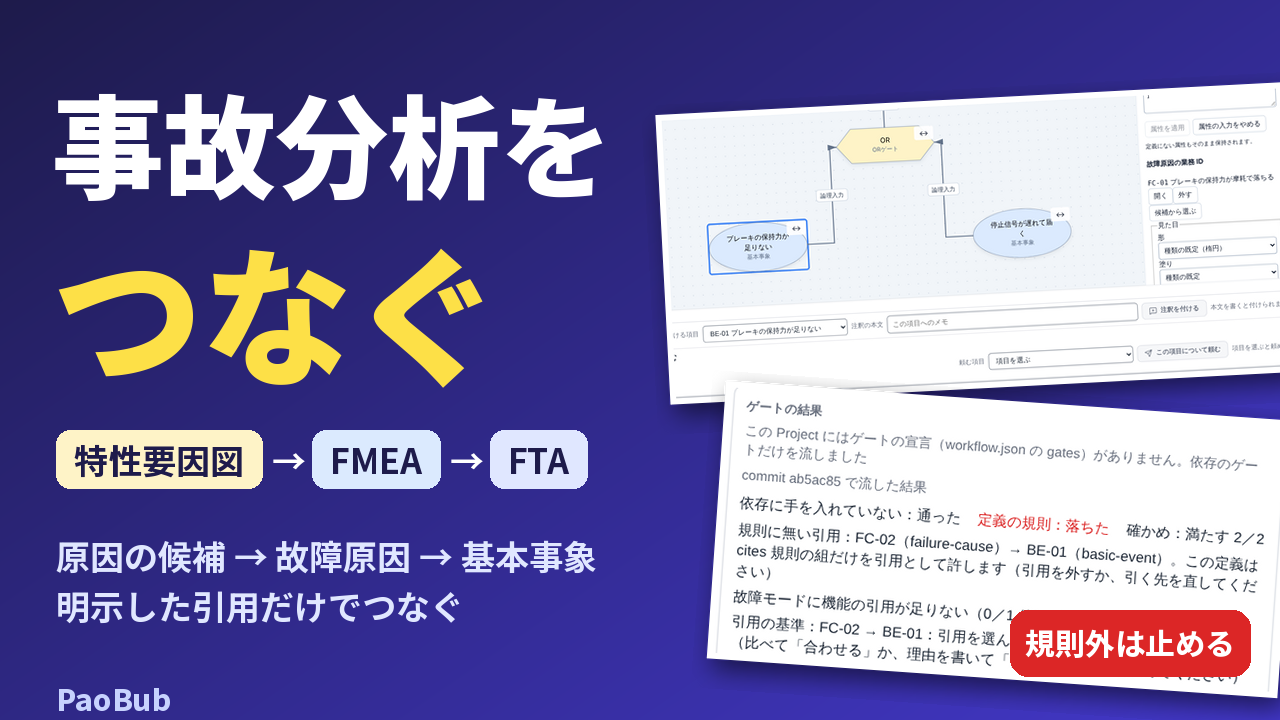 事故分析を
つなぐ
特性要因図 → FMEA → FTA
原因の候補 → 故障原因 → 基本事象
明示した引用だけでつなぐ
PaoBub
OR
ORゲート
論理入力
論理入力
ブレーキの保持力が
足りない
基本事象
停止信号が遅れて届
く
基本事象
属性を適用 属性の入力をやめる
定義にない属性もそのまま保持されます。
故障原因の業務 ID
FC-01 ブレーキの保持力が摩耗で落ちる
開く 外す
候補から選ぶ
見た目
形
種類の既定（楕円）
塗り
種類の既定
ける項目 BE-01 ブレーキの保持力が足りない 注釈の本文 この項目へのメモ 注釈を付ける 本文を書くと付けられま
頼む項目 項目を選ぶ この項目について頼む 項目を選ぶと頼め
ゲートの結果
この Project にはゲートの宣言（workflow.json の gates）がありません。依存のゲー
トだけを流しました
commit ab5ac85 で流した結果
依存に手を入れていない：通った 定義の規則：落ちた 確かめ：満たす 2／2
規則に無い引用：FC-02（failure-cause）→ BE-01（basic-event）。この定義は
cites 規則の組だけを引用として許します（引用を外すか、引く先を直してくだ
さい）
故障モードに機能の引用が足りない（0／1
引用の基準：FC-02 → BE-01：引用を選ん
（比べて「合わせる」か、理由を書いて「
規則外は止める